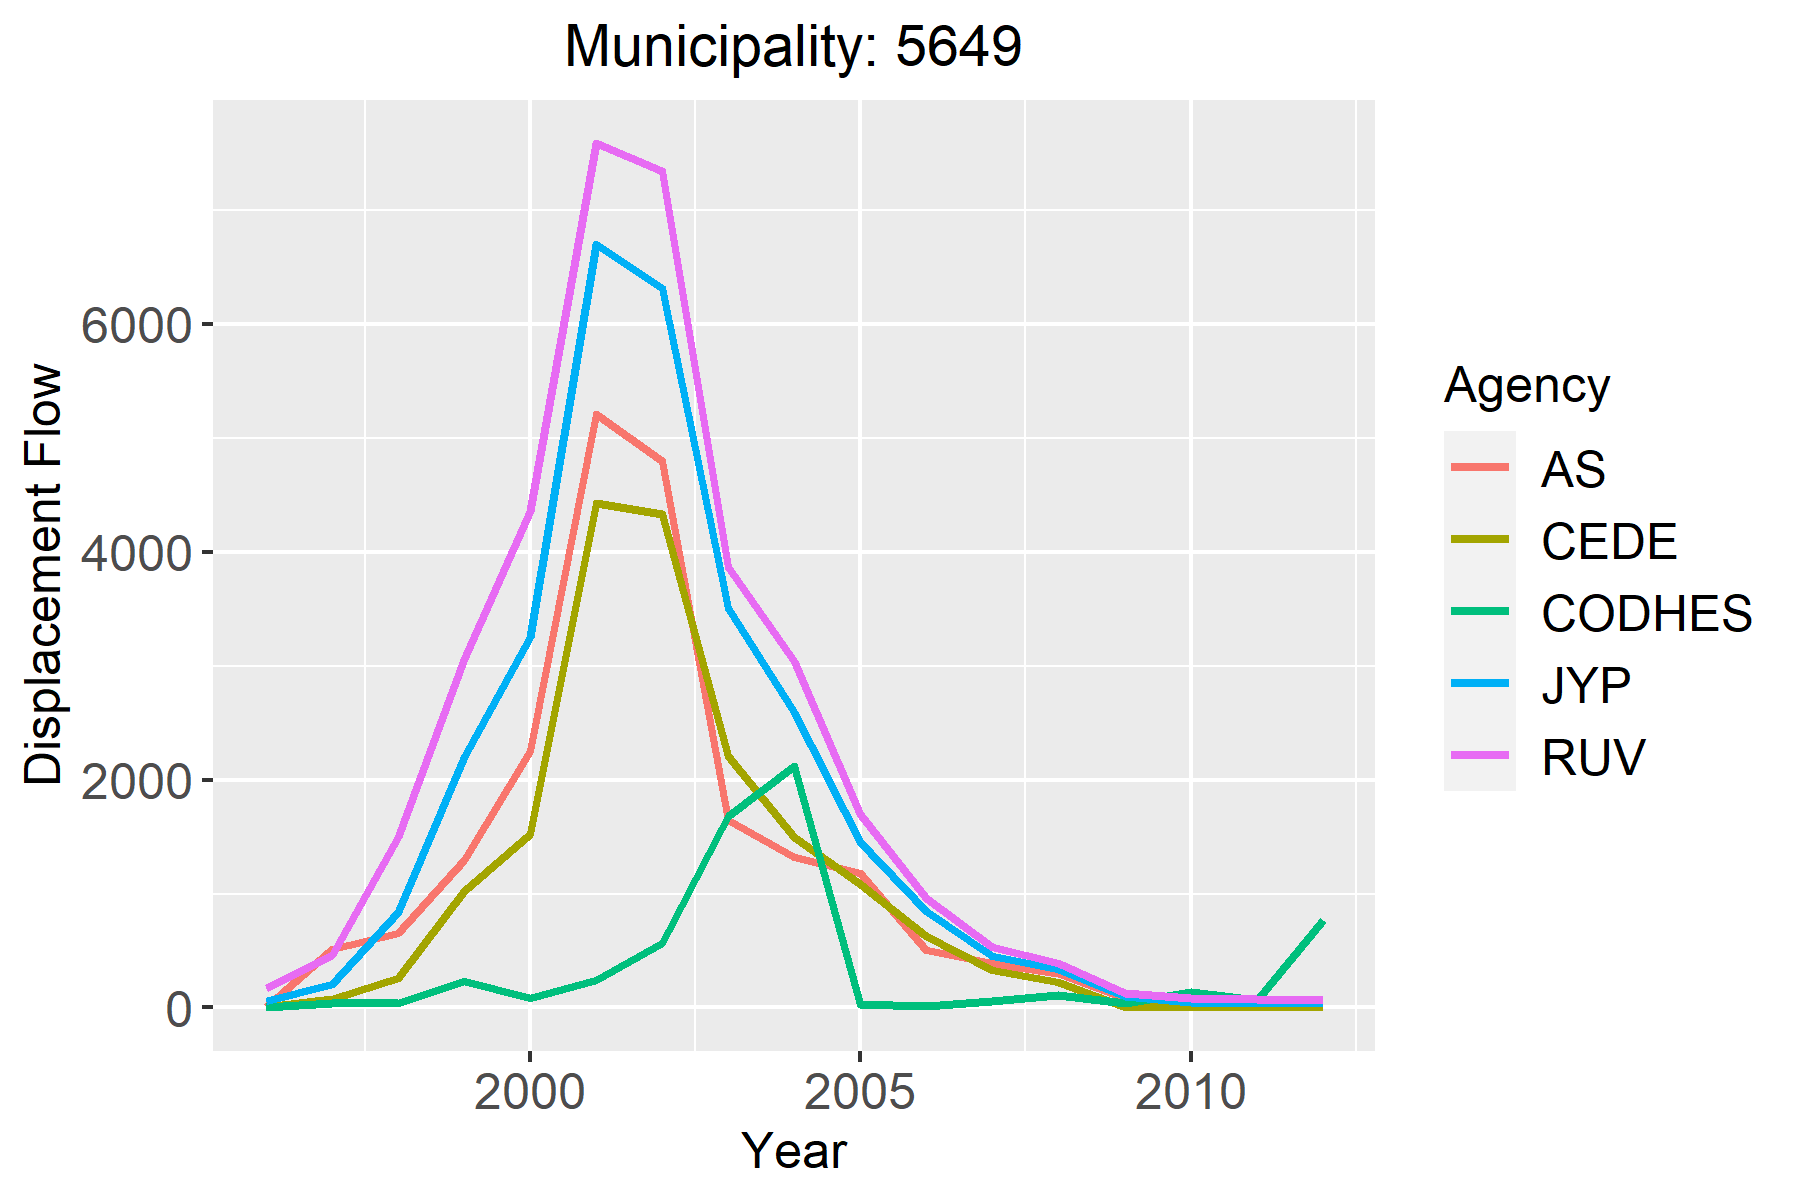 Municipality: 5649
Displacement Flow
6000
4000
2000
0
2000 2005 2010
Year
Agency
AS
CEDE
CODHES
JYP
RUV